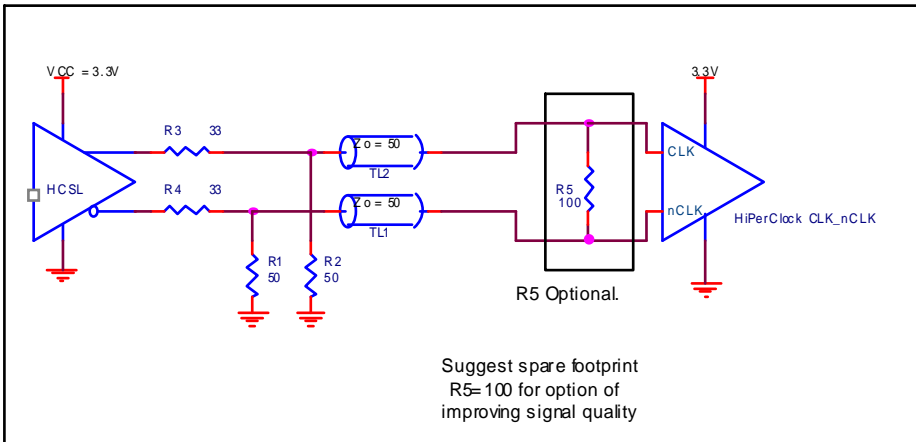 VCC = 3.3V
3.3V
R3 33
Zo = 50
TL2
CLK
HCSL
R4 33
Zo = 50
TL1
R5
100
nCLK
HiPerClock CLK_nCLK
R1
50
R2
50
R5 Optional.
Suggest spare footprint
R5=100 for option of
improving signal quality